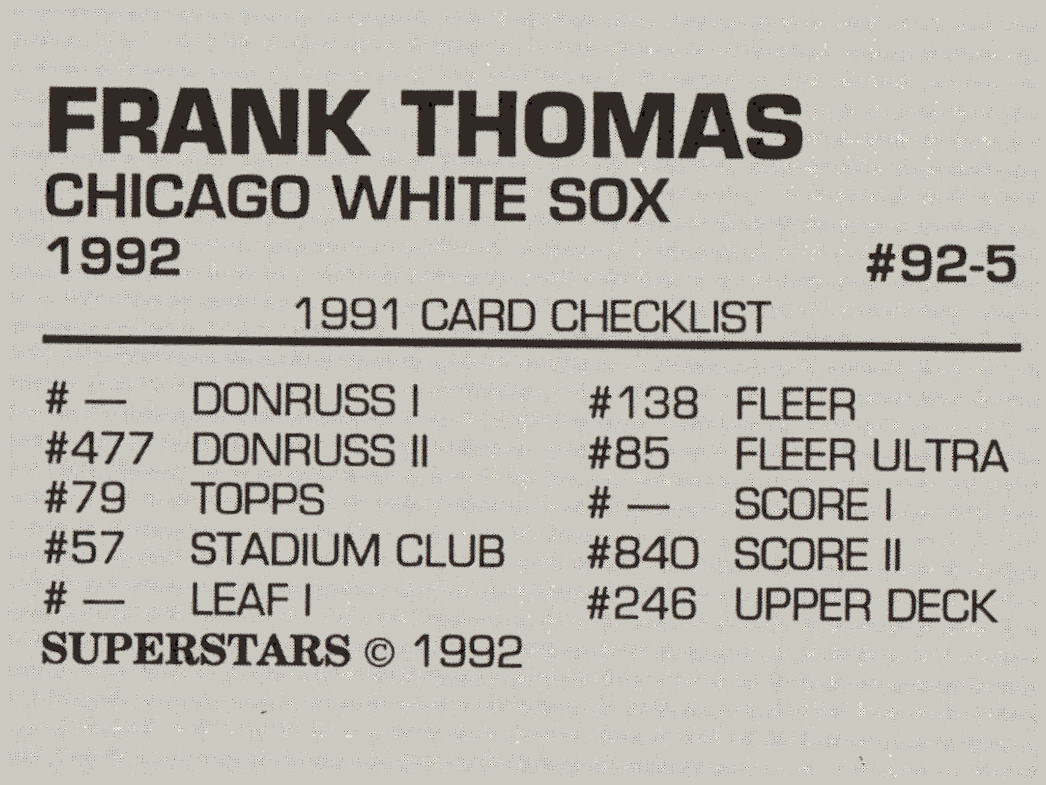 FRANK THOMAS
CHICAGO WHITE SOX
1992 #92-5
1991 CARD CHECKLIST
# — DONRUSS I #138 FLEER
#477 DONRUSS II #85 FLEER ULTRA
#79 TOPPS # — SCORE I
#57 STADIUM CLUB #840 SCORE II
# — LEAF I #246 UPPER DECK
SUPERSTARS © 1992